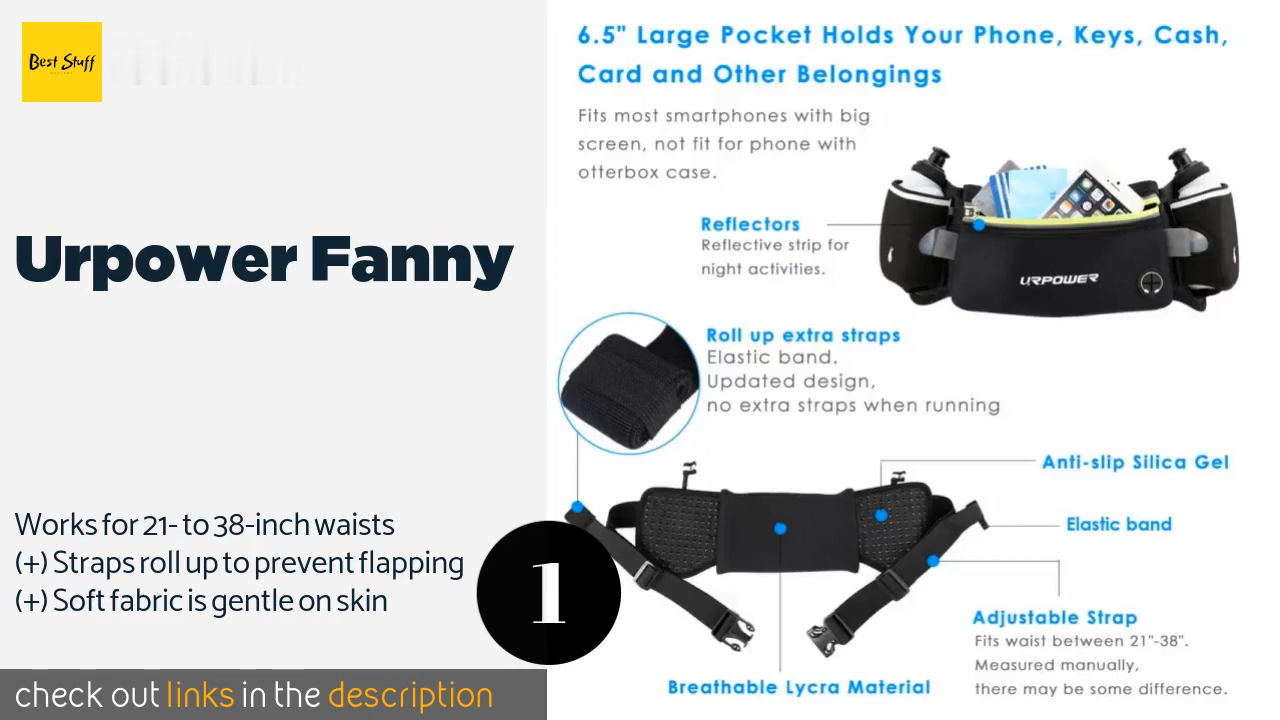 Best Stuff
Urpower Fanny
Works for 21- to 38-inch waists
(+) Straps roll up to prevent flapping
(+) Soft fabric is gentle on skin
1
check out links in the description
6.5" Large Pocket Holds Your Phone, Keys, Cash,
Card and Other Belongings
Fits most smartphones with big
screen, not fit for phone with
otterbox case.
Reflectors
Reflective strip for
night activities.
URPOWER
Roll up extra straps
Elastic band.
Updated design,
no extra straps when running
Anti-slip Silica Gel
Elastic band
Adjustable Strap
Fits waist between 21"-38".
Measured manually,
there may be some difference.
Breathable Lycra Material